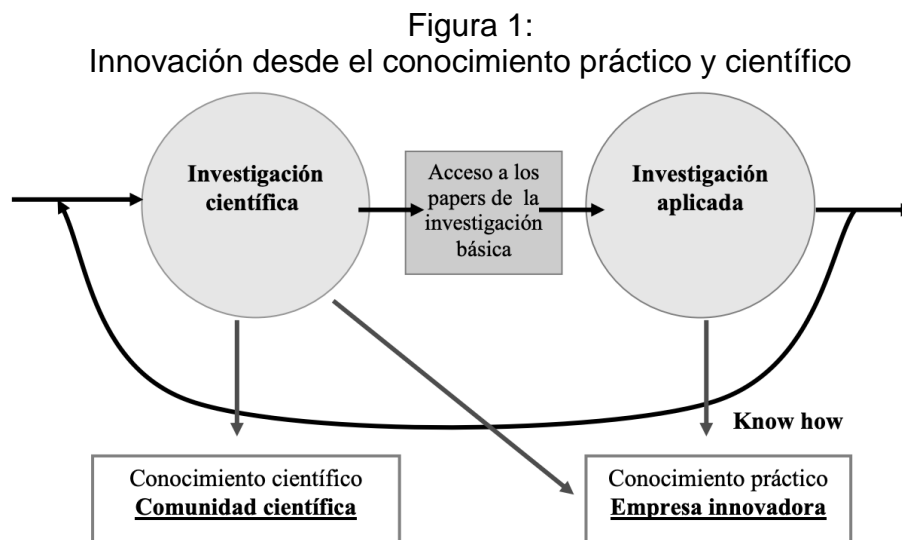 Figura 1:
Innovación desde el conocimiento práctico y científico
Investigación
científica
Acceso a los
papers de la
investigación
básica
Investigación
aplicada
Know how
Conocimiento científico
Comunidad científica
Conocimiento práctico
Empresa innovadora